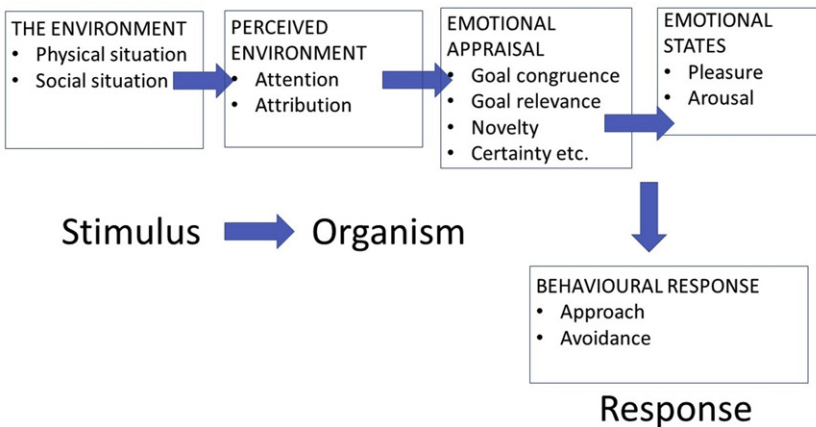 THE ENVIRONMENT
• Physical situation
• Social situation
PERCEIVED
ENVIRONMENT
• Attention
• Attribution
EMOTIONAL
APPRAISAL
• Goal congruence
• Goal relevance
• Novelty
• Certainty etc.
EMOTIONAL
STATES
• Pleasure
• Arousal
Stimulus
Organism
BEHAVIOURAL RESPONSE
• Approach
• Avoidance
Response